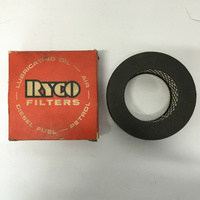 LUBRICATING OIL — AIR
RYCO
FILTERS
DIESEL FUEL — PETROL